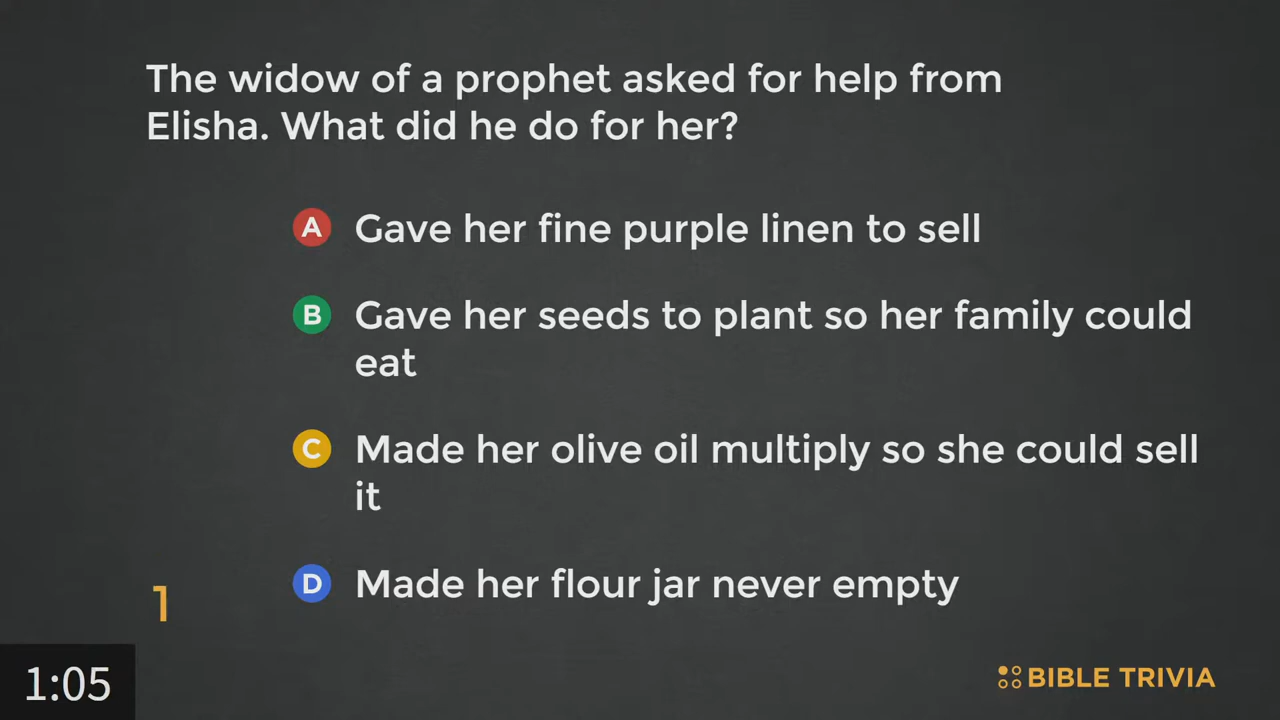 The widow of a prophet asked for help from
Elisha. What did he do for her?
A Gave her fine purple linen to sell
B Gave her seeds to plant so her family could
eat
C Made her olive oil multiply so she could sell
it
D Made her flour jar never empty
1
1:05
BIBLE TRIVIA